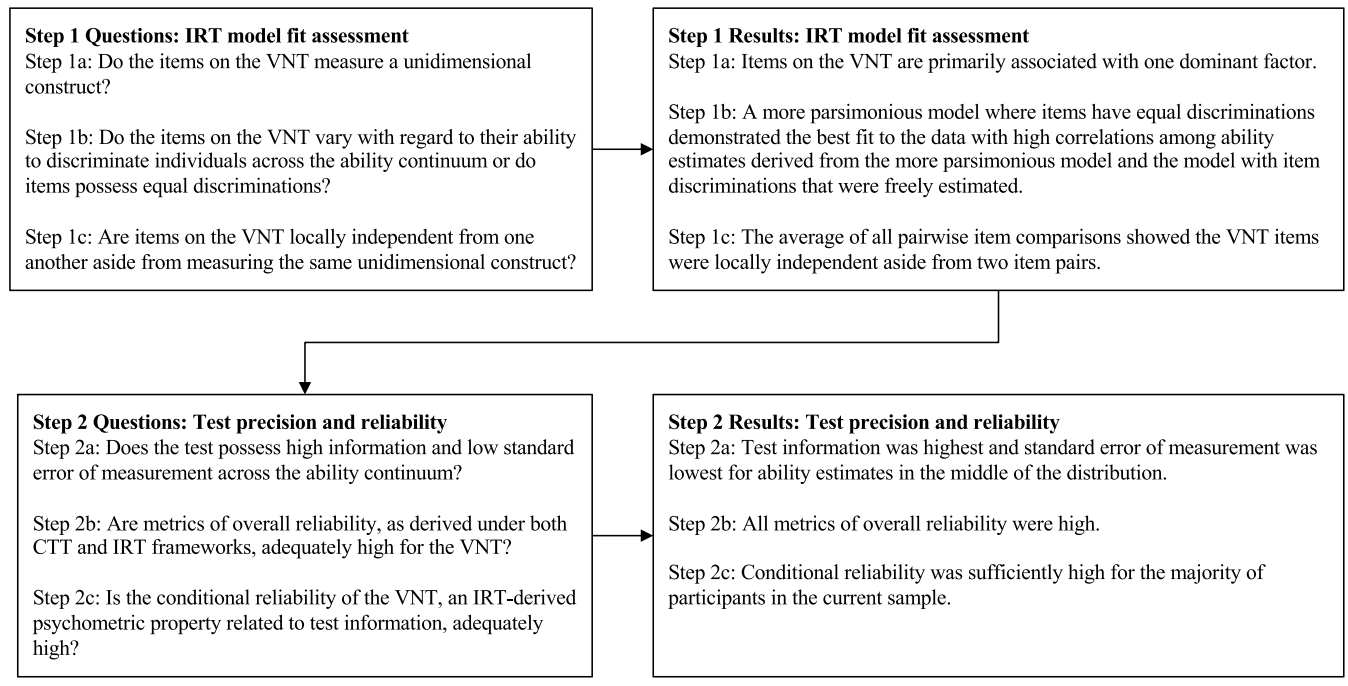 Step 1 Questions: IRT model fit assessment
Step 1a: Do the items on the VNT measure a unidimensional
construct?
Step 1b: Do the items on the VNT vary with regard to their ability
to discriminate individuals across the ability continuum or do
items possess equal discriminations?
Step 1c: Are items on the VNT locally independent from one
another aside from measuring the same unidimensional construct?
Step 1 Results: IRT model fit assessment
Step 1a: Items on the VNT are primarily associated with one dominant factor.
Step 1b: A more parsimonious model where items have equal discriminations
demonstrated the best fit to the data with high correlations among ability
estimates derived from the more parsimonious model and the model with item
discriminations that were freely estimated.
Step 1c: The average of all pairwise item comparisons showed the VNT items
were locally independent aside from two item pairs.
Step 2 Questions: Test precision and reliability
Step 2a: Does the test possess high information and low standard
error of measurement across the ability continuum?
Step 2b: Are metrics of overall reliability, as derived under both
CTT and IRT frameworks, adequately high for the VNT?
Step 2c: Is the conditional reliability of the VNT, an IRT-derived
psychometric property related to test information, adequately
high?
Step 2 Results: Test precision and reliability
Step 2a: Test information was highest and standard error of measurement was
lowest for ability estimates in the middle of the distribution.
Step 2b: All metrics of overall reliability were high.
Step 2c: Conditional reliability was sufficiently high for the majority of
participants in the current sample.